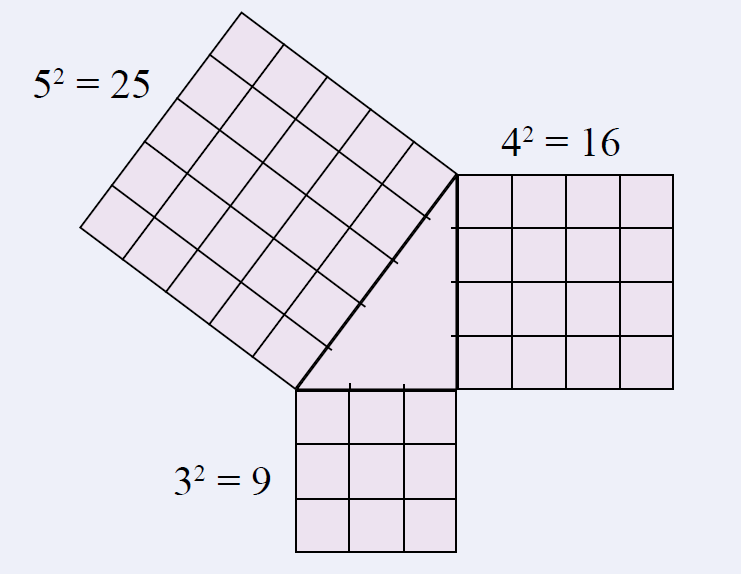 5² = 25
4² = 16
3² = 9